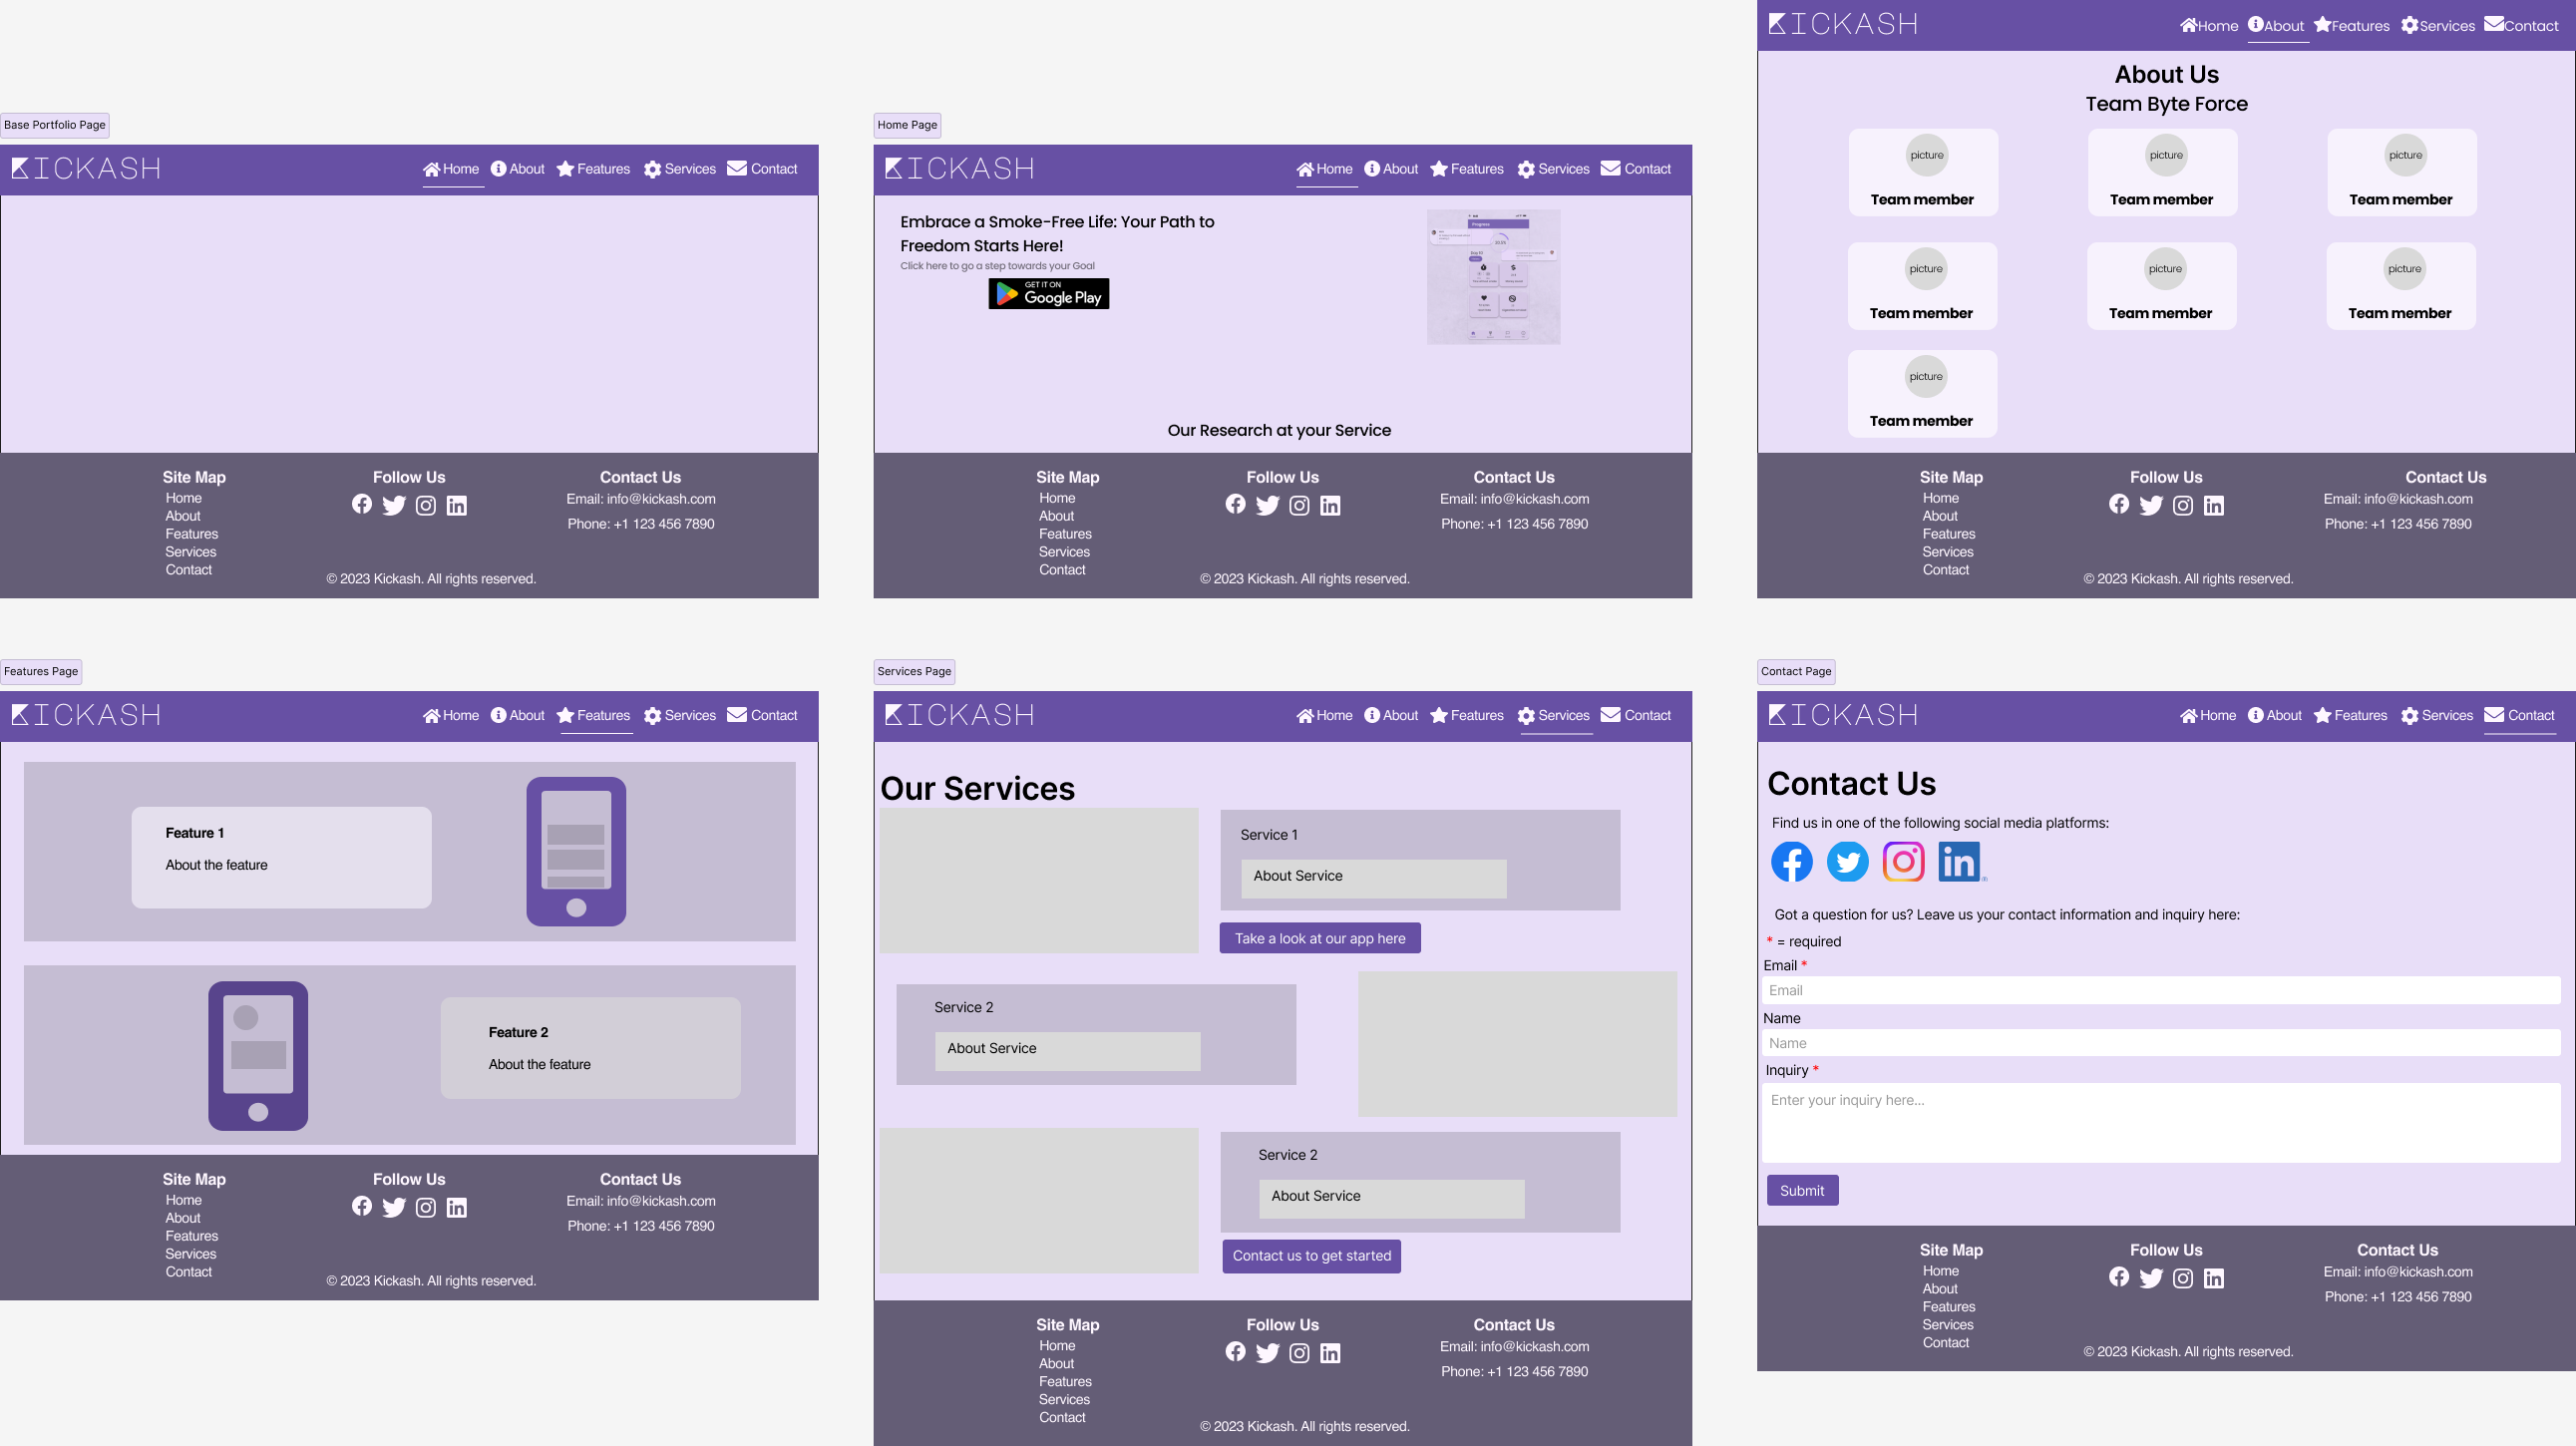 Base Portfolio Page
KICKASH
Home About Features Services Contact
Site Map
Home
About
Features
Services
Contact
Follow Us
Contact Us
Email: info@kickash.com
Phone: +1 123 456 7890
© 2023 Kickash. All rights reserved.
Home Page
KICKASH
Home About Features Services Contact
Embrace a Smoke-Free Life: Your Path to
Freedom Starts Here!
Click here to go a step towards your Goal
GET IT ON
Google Play
Progress
Our Research at your Service
Site Map
Home
About
Features
Services
Contact
Follow Us
Contact Us
Email: info@kickash.com
Phone: +1 123 456 7890
© 2023 Kickash. All rights reserved.
KICKASH
Home About Features Services Contact
About Us
Team Byte Force
picture picture picture
Team member Team member Team member
picture picture picture
Team member Team member Team member
picture
Team member
Site Map
Home
About
Features
Services
Contact
Follow Us
Contact Us
Email: info@kickash.com
Phone: +1 123 456 7890
© 2023 Kickash. All rights reserved.
Features Page
KICKASH
Home About Features Services Contact
Feature 1
About the feature
Feature 2
About the feature
Site Map
Home
About
Features
Services
Contact
Follow Us
Contact Us
Email: info@kickash.com
Phone: +1 123 456 7890
© 2023 Kickash. All rights reserved.
Services Page
KICKASH
Home About Features Services Contact
Our Services
Service 1
About Service
Take a look at our app here
Service 2
About Service
Service 2
About Service
Contact us to get started
Site Map
Home
About
Features
Services
Contact
Follow Us
Contact Us
Email: info@kickash.com
Phone: +1 123 456 7890
© 2023 Kickash. All rights reserved.
Contact Page
KICKASH
Home About Features Services Contact
Contact Us
Find us in one of the following social media platforms:
Got a question for us? Leave us your contact information and inquiry here:
* = required
Email *
Email
Name
Name
Inquiry *
Enter your inquiry here...
Submit
Site Map
Home
About
Features
Services
Contact
Follow Us
Contact Us
Email: info@kickash.com
Phone: +1 123 456 7890
© 2023 Kickash. All rights reserved.